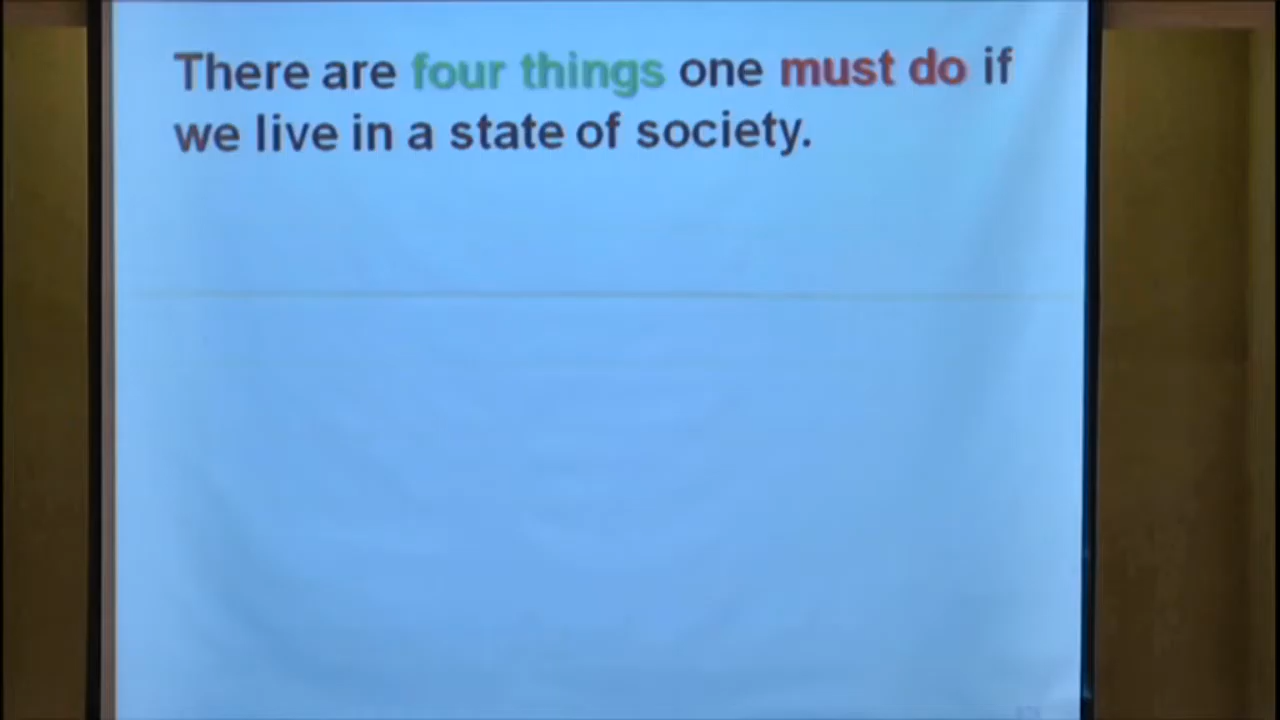 There are four things one must do if
we live in a state of society.